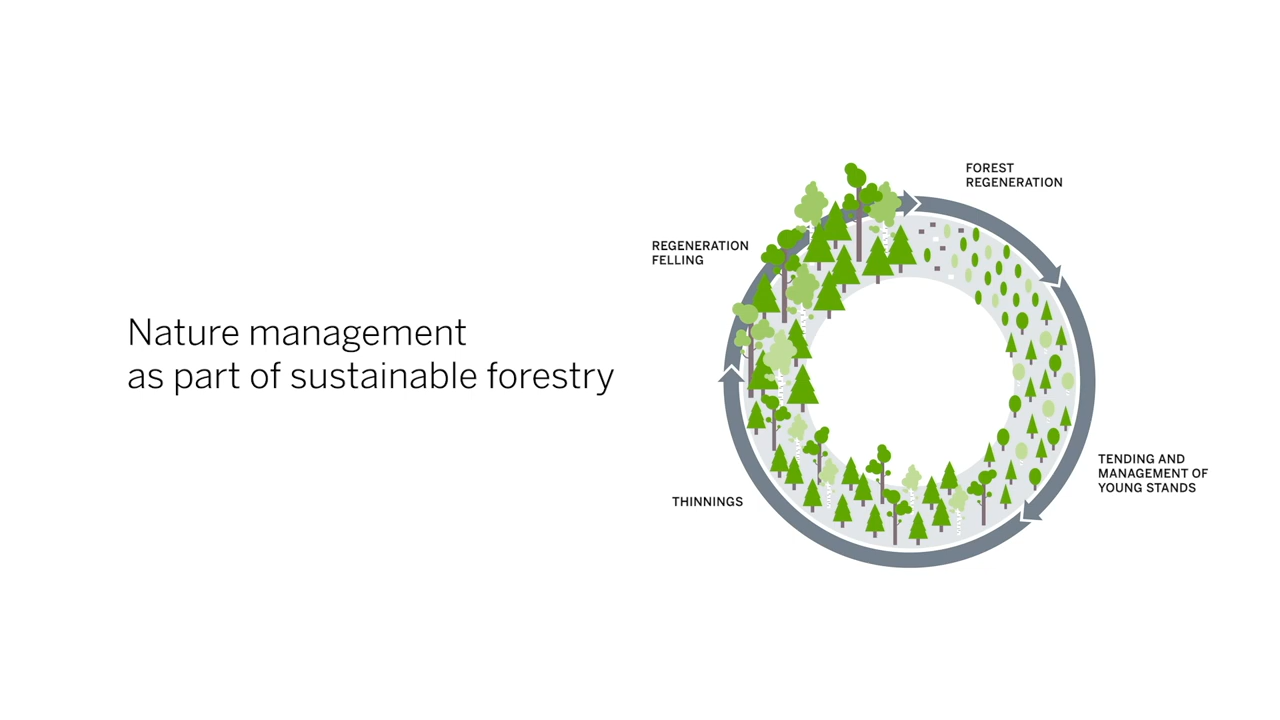 Nature management
as part of sustainable forestry
FOREST
REGENERATION
REGENERATION
FELLING
TENDING AND
MANAGEMENT OF
YOUNG STANDS
THINNINGS